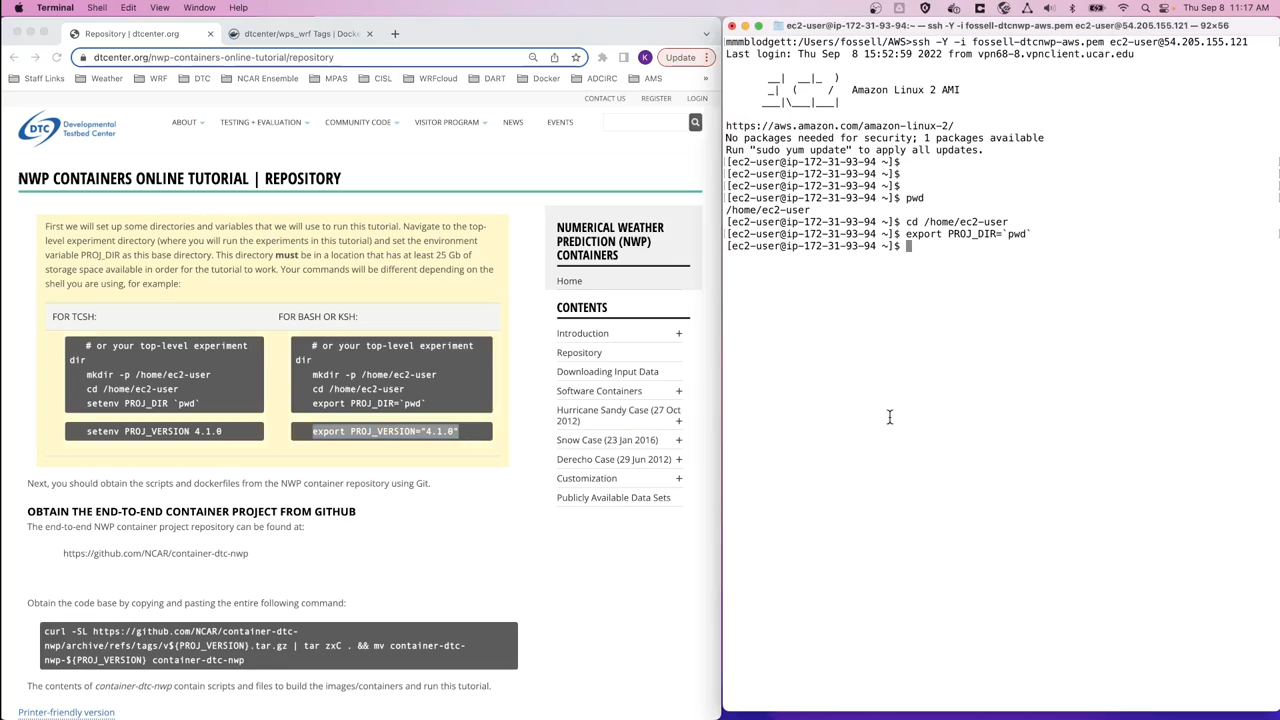 Terminal Shell Edit View Window Help
Thu Sep 8 11:17 AM
Repository | dtcenter.org
dtcenter/wps_wrf Tags | Docke
dtcenter.org/nwp-containers-online-tutorial/repository
K
Update
Staff Links Weather WRF DTC NCAR Ensemble MPAS CISL WRFcloud DART Docker ADCIRC AMS »
CONTACT US REGISTER LOGIN
DTC Developmental
Testbed Center
ABOUT TESTING + EVALUATION COMMUNITY CODE VISITOR PROGRAM NEWS EVENTS
NWP CONTAINERS ONLINE TUTORIAL | REPOSITORY
First we will set up some directories and variables that we will use to run this tutorial. Navigate to the top-
level experiment directory (where you will run the experiments in this tutorial) and set the environment
variable PROJ_DIR as this base directory. This directory must be in a location that has at least 25 Gb of
storage space available in order for the tutorial to work. Your commands will be different depending on the
shell you are using, for example:
FOR TCSH:
# or your top-level experiment
dir
mkdir -p /home/ec2-user
cd /home/ec2-user
setenv PROJ_DIR `pwd`
setenv PROJ_VERSION 4.1.0
FOR BASH OR KSH:
# or your top-level experiment
dir
mkdir -p /home/ec2-user
cd /home/ec2-user
export PROJ_DIR=`pwd`
export PROJ_VERSION="4.1.0"
Next, you should obtain the scripts and dockerfiles from the NWP container repository using Git.
OBTAIN THE END-TO-END CONTAINER PROJECT FROM GITHUB
The end-to-end NWP container project repository can be found at:
https://github.com/NCAR/container-dtc-nwp
Obtain the code base by copying and pasting the entire following command:
curl -SL https://github.com/NCAR/container-dtc-
nwp/archive/refs/tags/v${PROJ_VERSION}.tar.gz | tar zxC . && mv container-dtc-
nwp-${PROJ_VERSION} container-dtc-nwp
The contents of container-dtc-nwp contain scripts and files to build the images/containers and run this tutorial.
Printer-friendly version
NUMERICAL WEATHER
PREDICTION (NWP)
CONTAINERS
Home
CONTENTS
Introduction +
Repository
Downloading Input Data
Software Containers +
Hurricane Sandy Case (27 Oct
2012) +
Snow Case (23 Jan 2016) +
Derecho Case (29 Jun 2012) +
Customization +
Publicly Available Data Sets
ec2-user@ip-172-31-93-94:~ — ssh -Y -i fossell-dtcnwp-aws.pem ec2-user@54.205.155.121 — 92×56
mmmblodgett:/Users/fossell/AWS>ssh -Y -i fossell-dtcnwp-aws.pem ec2-user@54.205.155.121
Last login: Thu Sep  8 15:52:59 2022 from vpn68-8.vpnclient.ucar.edu
       __|  __|_  )
       _|  (     /   Amazon Linux 2 AMI
      ___|\___|___|
https://aws.amazon.com/amazon-linux-2/
No packages needed for security; 1 packages available
Run "sudo yum update" to apply all updates.
[ec2-user@ip-172-31-93-94 ~]$
[ec2-user@ip-172-31-93-94 ~]$
[ec2-user@ip-172-31-93-94 ~]$
[ec2-user@ip-172-31-93-94 ~]$ pwd
/home/ec2-user
[ec2-user@ip-172-31-93-94 ~]$ cd /home/ec2-user
[ec2-user@ip-172-31-93-94 ~]$ export PROJ_DIR=`pwd`
[ec2-user@ip-172-31-93-94 ~]$